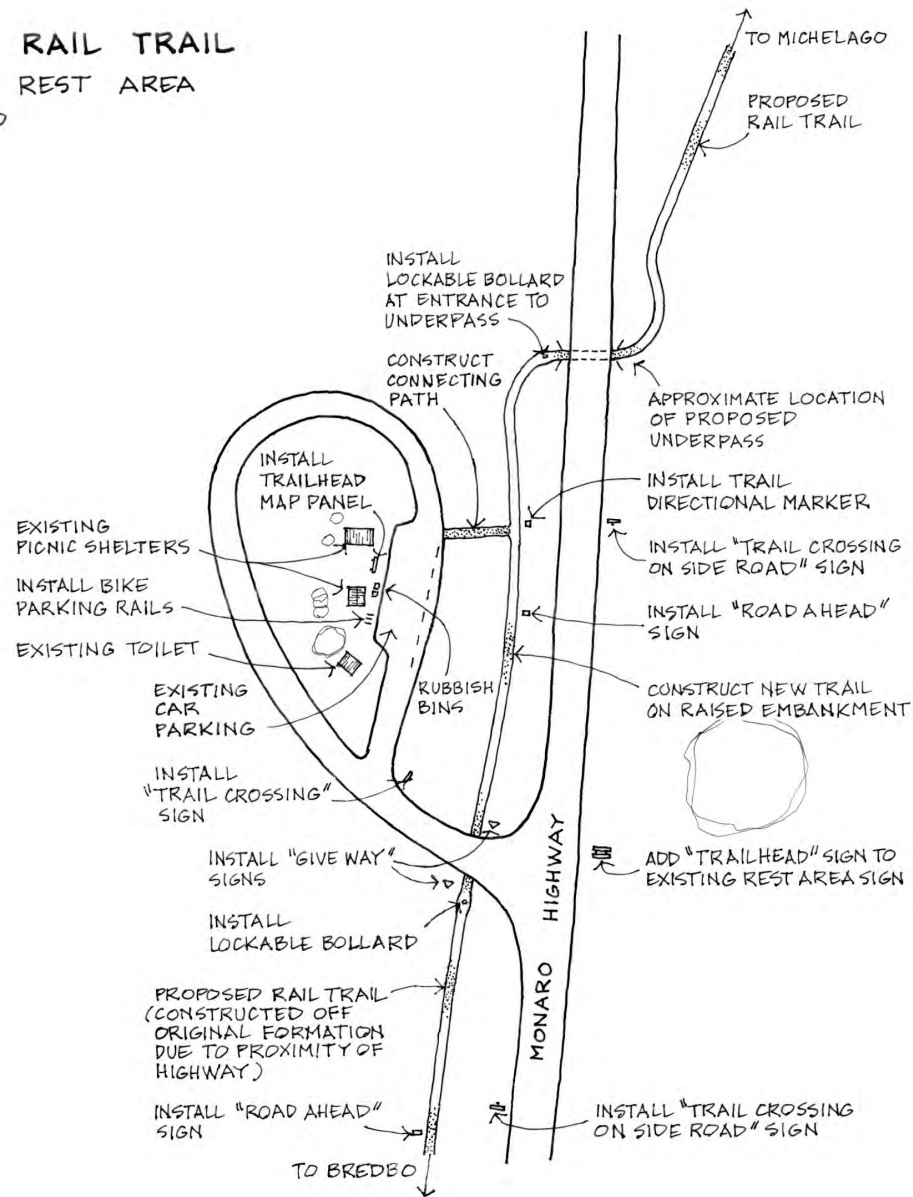 RAIL TRAIL
REST AREA
TO MICHELAGO
PROPOSED
RAIL TRAIL
INSTALL
LOCKABLE BOLLARD
AT ENTRANCE TO
UNDERPASS
CONSTRUCT
CONNECTING
PATH
APPROXIMATE LOCATION
OF PROPOSED
UNDERPASS
INSTALL
TRAILHEAD
MAP PANEL
INSTALL TRAIL
DIRECTIONAL MARKER
EXISTING
PICNIC SHELTERS
INSTALL "TRAIL CROSSING
ON SIDE ROAD" SIGN
INSTALL BIKE
PARKING RAILS
INSTALL "ROAD AHEAD"
SIGN
EXISTING TOILET
RUBBISH
BINS
EXISTING
CAR
PARKING
CONSTRUCT NEW TRAIL
ON RAISED EMBANKMENT
INSTALL
"TRAIL CROSSING"
SIGN
INSTALL "GIVE WAY"
SIGNS
ADD "TRAILHEAD" SIGN TO
EXISTING REST AREA SIGN
INSTALL
LOCKABLE BOLLARD
MONARO HIGHWAY
PROPOSED RAIL TRAIL
(CONSTRUCTED OFF
ORIGINAL FORMATION
DUE TO PROXIMITY OF
HIGHWAY)
INSTALL "ROAD AHEAD"
SIGN
INSTALL "TRAIL CROSSING
ON SIDE ROAD" SIGN
TO BREDBO